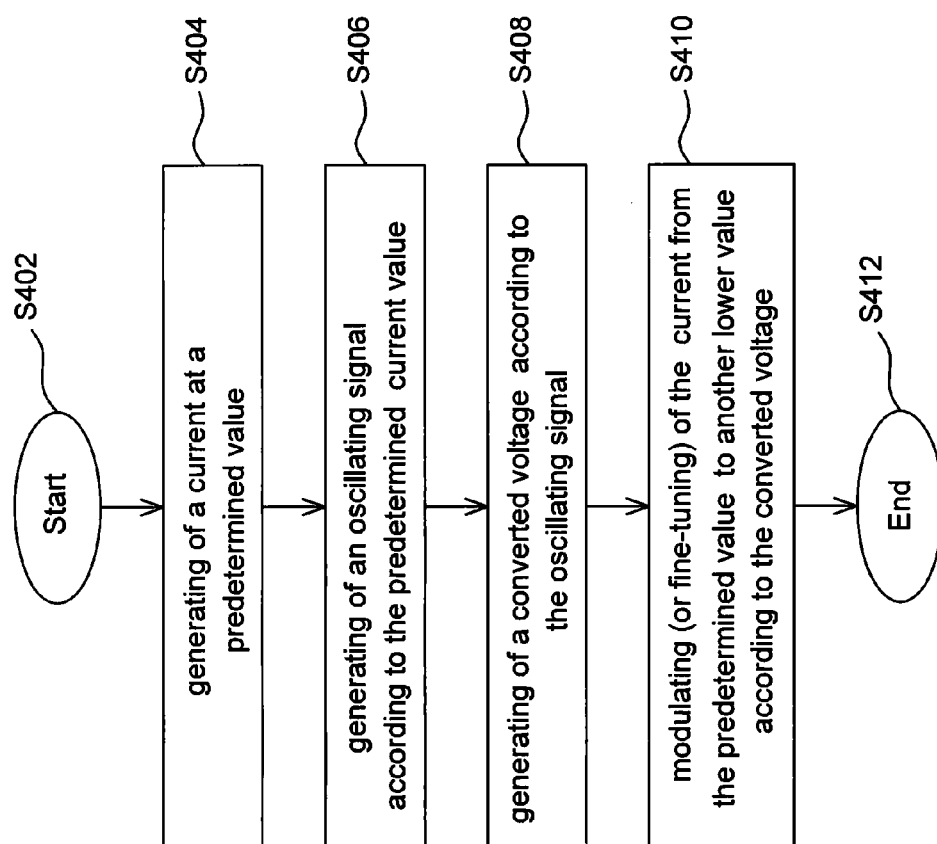 Start
S402
generating of a current at a
predetermined value
S404
generating of an oscillating signal
according to the predetermined current value
S406
generating of a converted voltage according to
the oscillating signal
S408
modulating (or fine-tuning) of the current from
the predetermined value to another lower value
according to the converted voltage
S410
End
S412